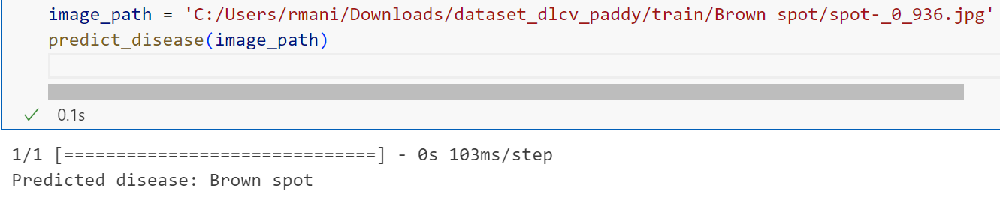 image_path = 'C:/Users/rmani/Downloads/dataset_dlcv_paddy/train/Brown spot/spot-_0_936.jpg'
predict_disease(image_path)
0.1s
1/1 [==============================] - 0s 103ms/step
Predicted disease: Brown spot